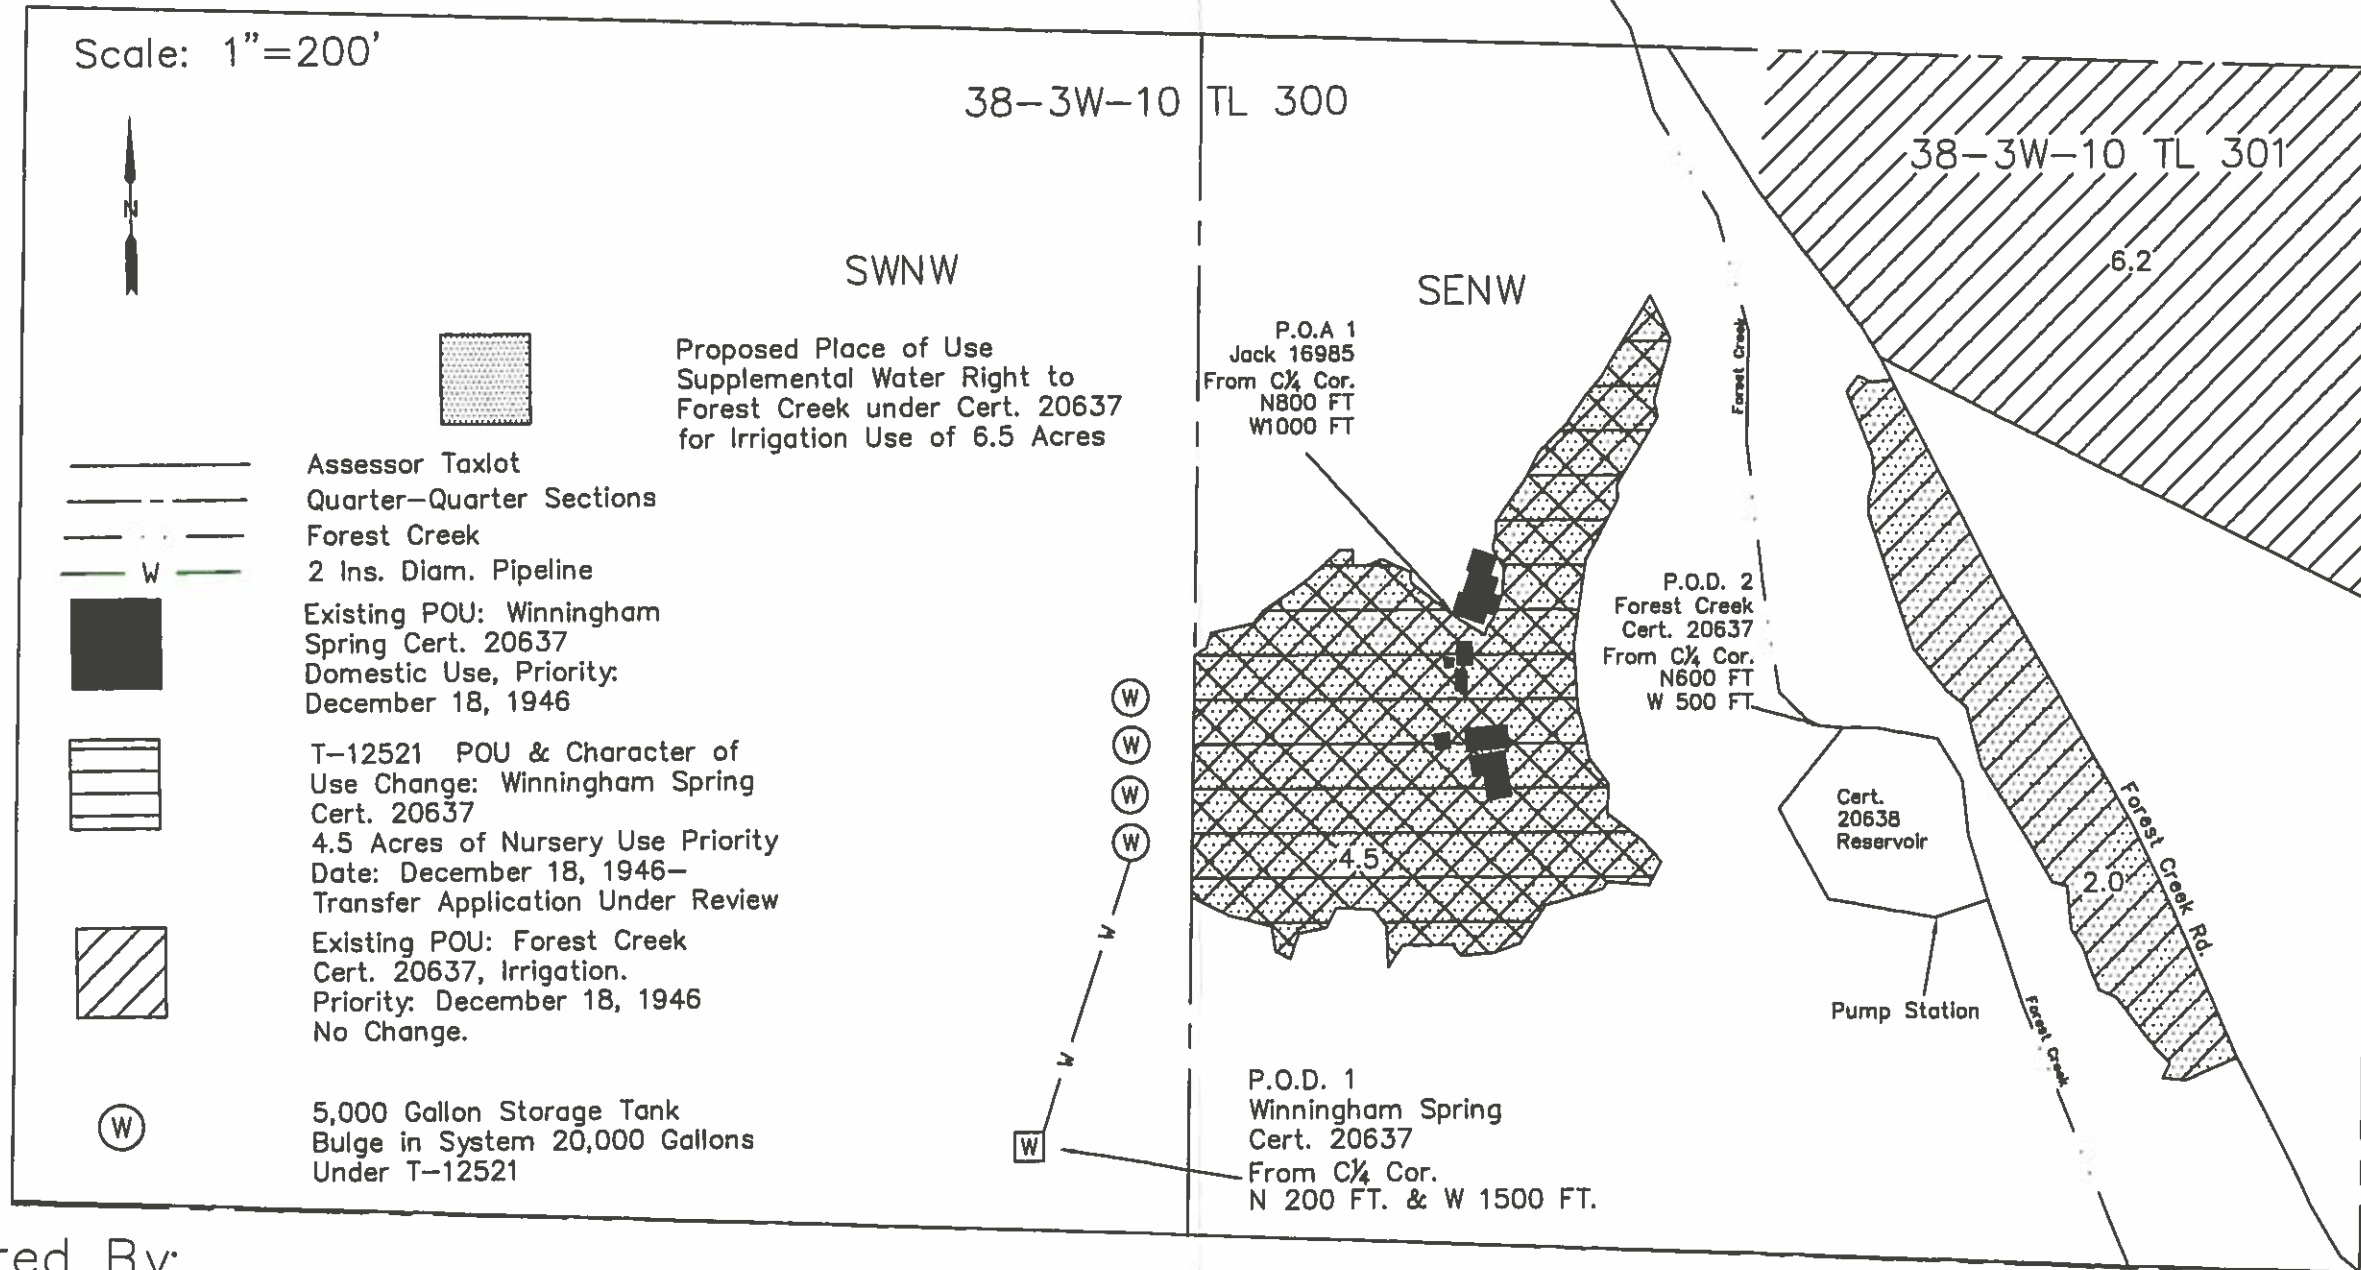 Scale: 1"=200'
38-3W-10 TL 300
38-3W-10 TL 301
6.2
N
SWNW
SENW
Proposed Place of Use
Supplemental Water Right to
Forest Creek under Cert. 20637
for Irrigation Use of 6.5 Acres
Assessor Taxlot
Quarter-Quarter Sections
Forest Creek
W
2 Ins. Diam. Pipeline
Existing POU: Winningham
Spring Cert. 20637
Domestic Use, Priority:
December 18, 1946
T-12521 POU & Character of
Use Change: Winningham Spring
Cert. 20637
4.5 Acres of Nursery Use Priority
Date: December 18, 1946-
Transfer Application Under Review
Existing POU: Forest Creek
Cert. 20637, Irrigation.
Priority: December 18, 1946
No Change.
W
5,000 Gallon Storage Tank
Bulge in System 20,000 Gallons
Under T-12521
W
W
W
W
W
W
W
P.O.A 1
Jack 16985
From C¼ Cor.
N800 FT
W1000 FT
4.5
P.O.D. 1
Winningham Spring
Cert. 20637
From C¼ Cor.
N 200 FT. & W 1500 FT.
Forest Creek
P.O.D. 2
Forest Creek
Cert. 20637
From C¼ Cor.
N600 FT
W 500 FT
Cert.
20638
Reservoir
Pump Station
Forest Creek
2.0
Forest Creek Rd.
red By: